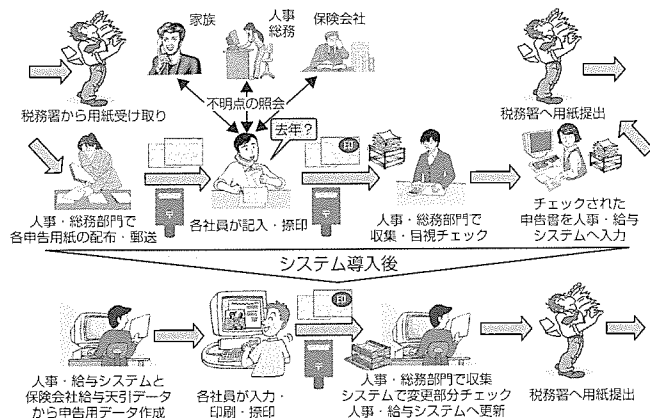 家族
人事
総務
保険会社
税務署から用紙受け取り
不明点の照会
去年?
税務署へ用紙提出
人事・総務部門で
各申告用紙の配布・郵送
各社員が記入・捺印
人事・総務部門で
収集・目視チェック
チェックされた
申告書を人事・給与
システムへ入力
システム導入後
人事・給与システムと
保険会社給与天引データ
から申告用データ作成
各社員が入力・
印刷・捺印
人事・総務部門で収集
システムで変更部分チェック
人事・給与システムへ更新
税務署へ用紙提出